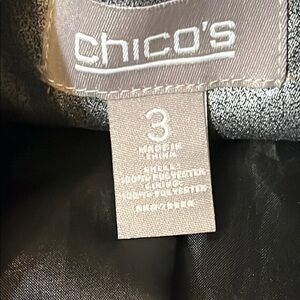 chico's
3
MADE IN
CHINA
SHELL:
100% POLYESTER
LINING:
100% POLYESTER